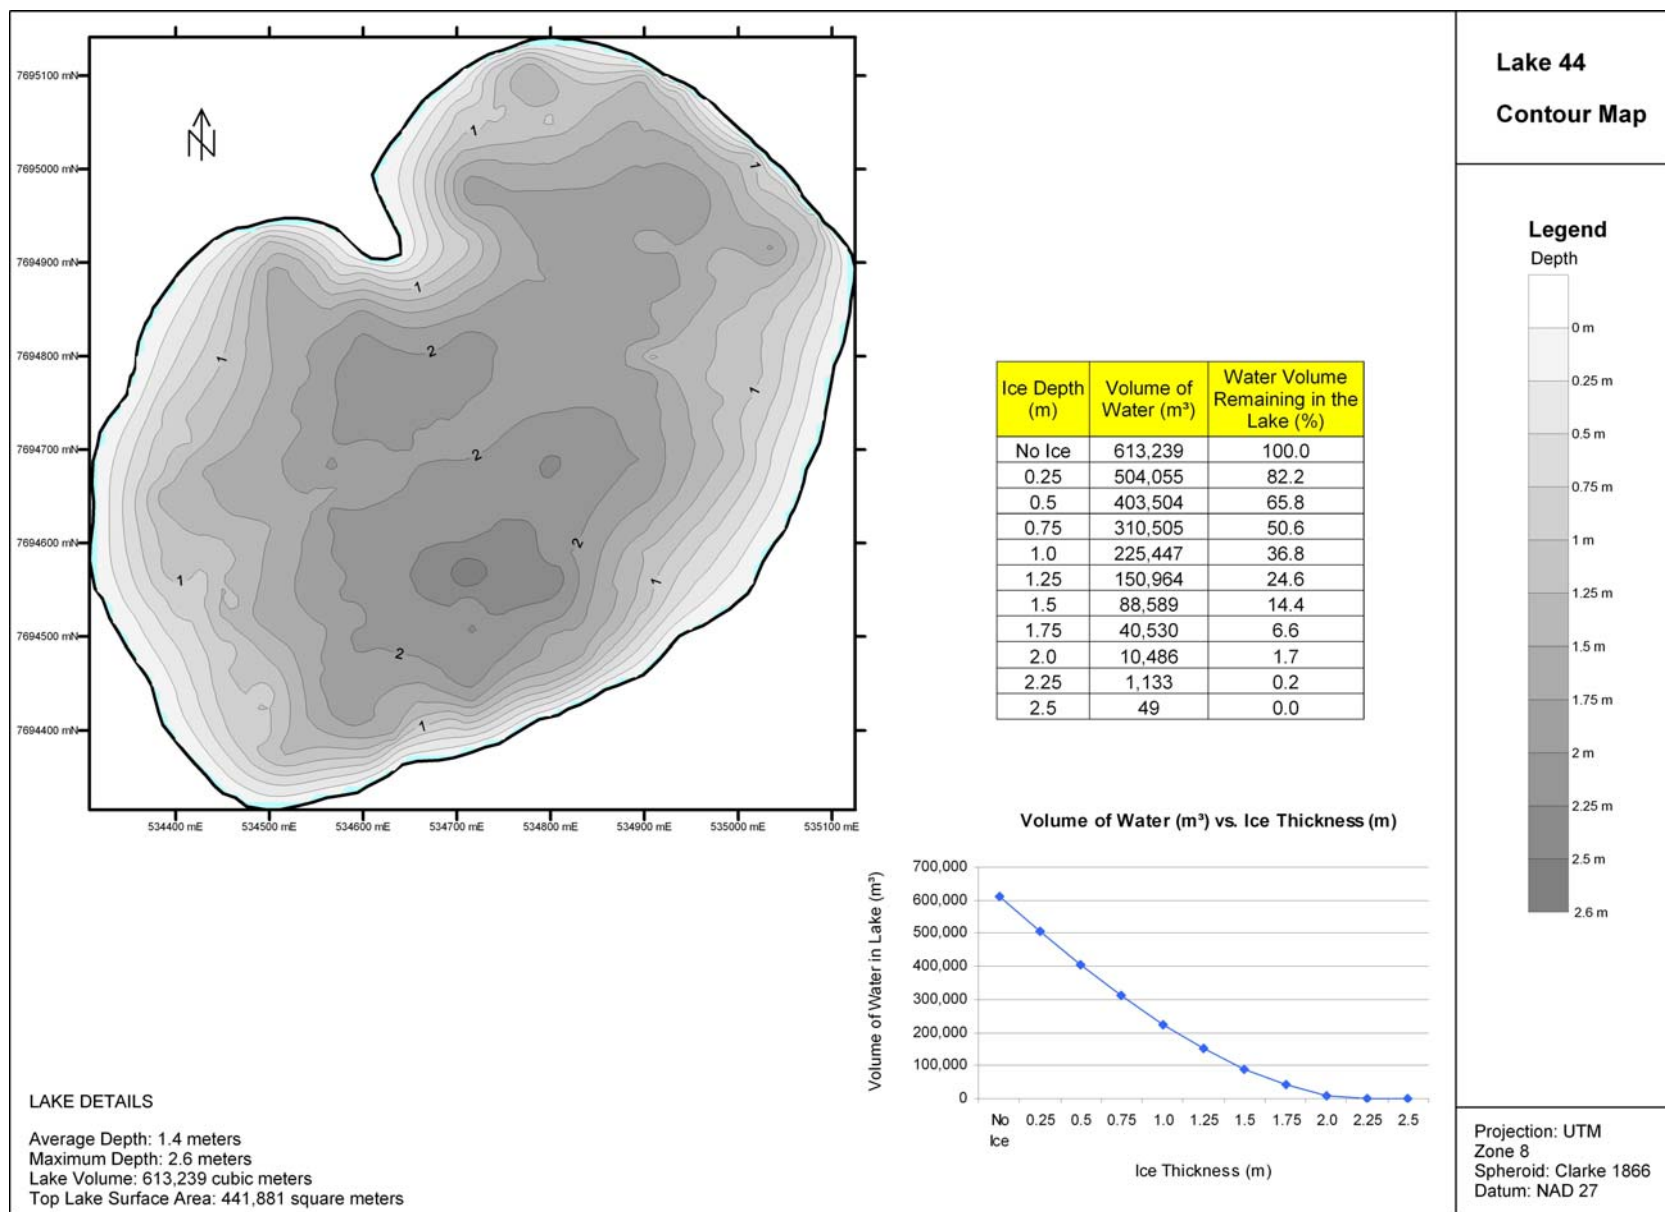 Lake 44
Contour Map
Legend
Depth
0 m
0.25 m
0.5 m
0.75 m
1 m
1.25 m
1.5 m
1.75 m
2 m
2.25 m
2.5 m
2.6 m
Projection: UTM
Zone 8
Spheroid: Clarke 1866
Datum: NAD 27
7695100 mN
7695000 mN
7694900 mN
7694800 mN
7694700 mN
7694600 mN
7694500 mN
7694400 mN
534400 mE 534500 mE 534600 mE 534700 mE 534800 mE 534900 mE 535000 mE 535100 mE
N
1
1
1
1
2
1
2
2
1
1
2
1
Ice Depth (m) Volume of Water (m³) Water Volume Remaining in the Lake (%)
No Ice 613,239 100.0
0.25 504,055 82.2
0.5 403,504 65.8
0.75 310,505 50.6
1.0 225,447 36.8
1.25 150,964 24.6
1.5 88,589 14.4
1.75 40,530 6.6
2.0 10,486 1.7
2.25 1,133 0.2
2.5 49 0.0
Volume of Water (m³) vs. Ice Thickness (m)
Volume of Water in Lake (m³)
700,000
600,000
500,000
400,000
300,000
200,000
100,000
0
No Ice 0.25 0.5 0.75 1.0 1.25 1.5 1.75 2.0 2.25 2.5
Ice Thickness (m)
LAKE DETAILS
Average Depth: 1.4 meters
Maximum Depth: 2.6 meters
Lake Volume: 613,239 cubic meters
Top Lake Surface Area: 441,881 square meters